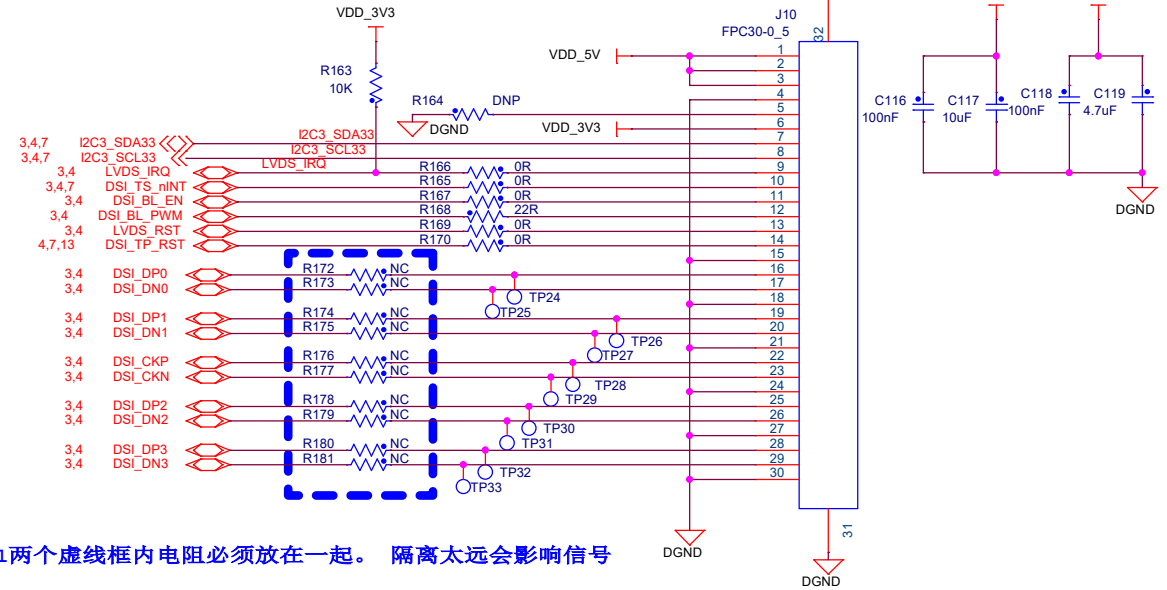 VDD_3V3
J10
FPC30-0_5
32
VDD_5V
1
2
3
R163
10K
4
R164 DNP
5
DGND
VDD_3V3
6
C116
100nF
C117
10uF
C118
100nF
C119
4.7uF
3,4,7 I2C3_SDA33 I2C3_SDA33 7
3,4,7 I2C3_SCL33 I2C3_SCL33 8
3,4 LVDS_IRQ LVDS_IRQ R166 0R 9
3,4,7 DSI_TS_nINT R165 0R 10
3,4 DSI_BL_EN R167 0R 11
3,4 DSI_BL_PWM R168 22R 12
3,4 LVDS_RST R169 0R 13
4,7,13 DSI_TP_RST R170 0R 14
DGND
15
3,4 DSI_DP0 R172 NC 16
3,4 DSI_DN0 R173 NC 17
TP24
TP25
18
3,4 DSI_DP1 R174 NC 19
3,4 DSI_DN1 R175 NC 20
TP26
21
TP27
3,4 DSI_CKP R176 NC 22
3,4 DSI_CKN R177 NC 23
TP28
24
TP29
3,4 DSI_DP2 R178 NC 25
3,4 DSI_DN2 R179 NC 26
TP30
27
TP31
3,4 DSI_DP3 R180 NC 28
3,4 DSI_DN3 R181 NC 29
TP32
30
TP33
31
DGND
DGND
两个虚线框内电阻必须放在一起。 隔离太远会影响信号